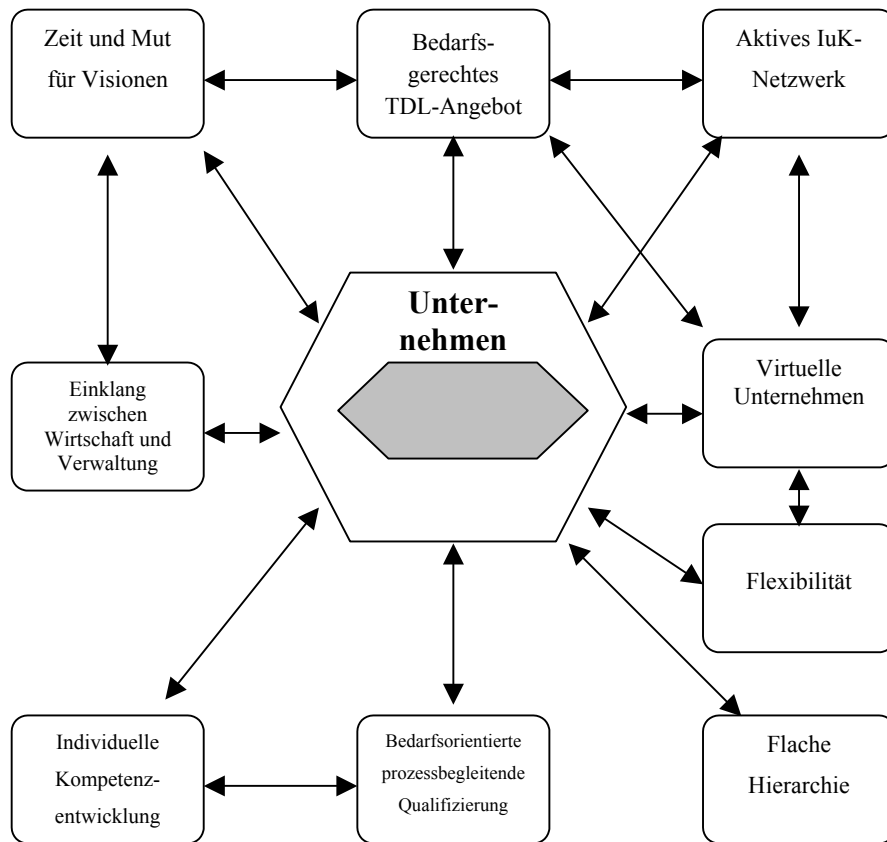 Zeit und Mut
für Visionen
Bedarfs-
gerechtes
TDL-Angebot
Aktives IuK-
Netzwerk
Unter-
nehmen
Einklang
zwischen
Wirtschaft und
Verwaltung
Virtuelle
Unternehmen
Flexibilität
Individuelle
Kompetenz-
entwicklung
Bedarfsorientierte
prozessbegleitende
Qualifizierung
Flache
Hierarchie